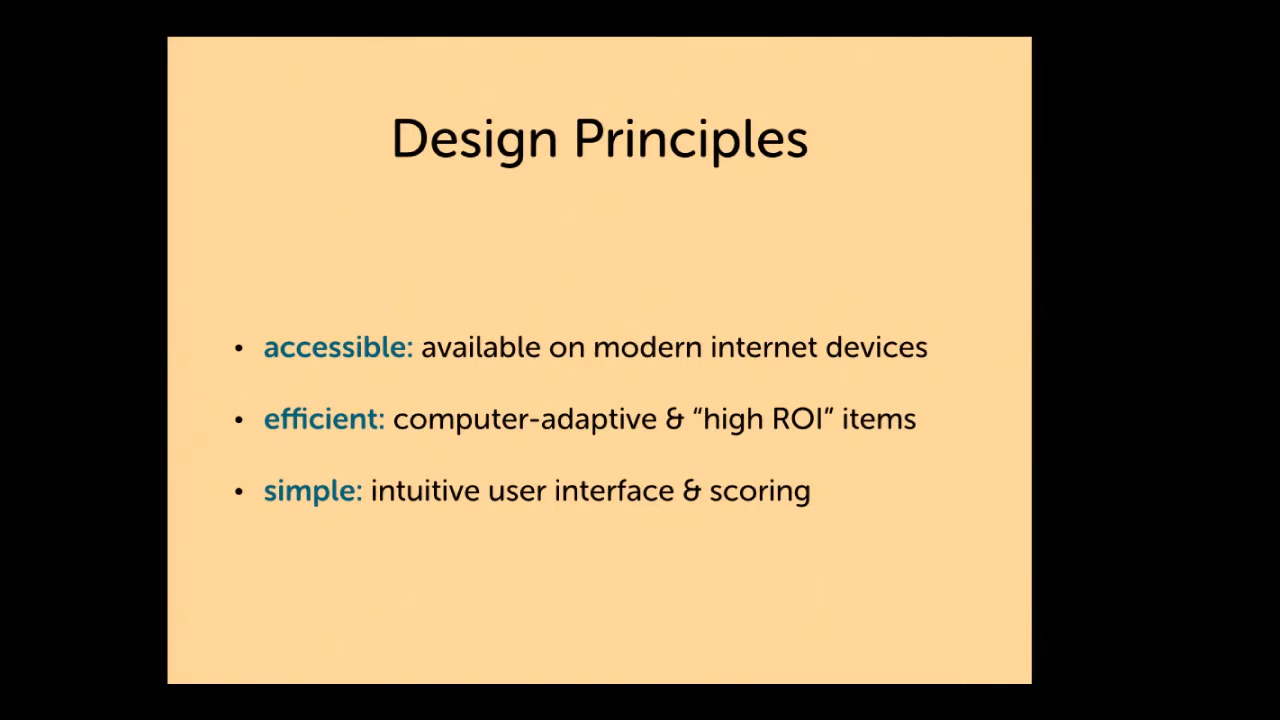 Design Principles
• accessible: available on modern internet devices
• efficient: computer-adaptive & “high ROI” items
• simple: intuitive user interface & scoring